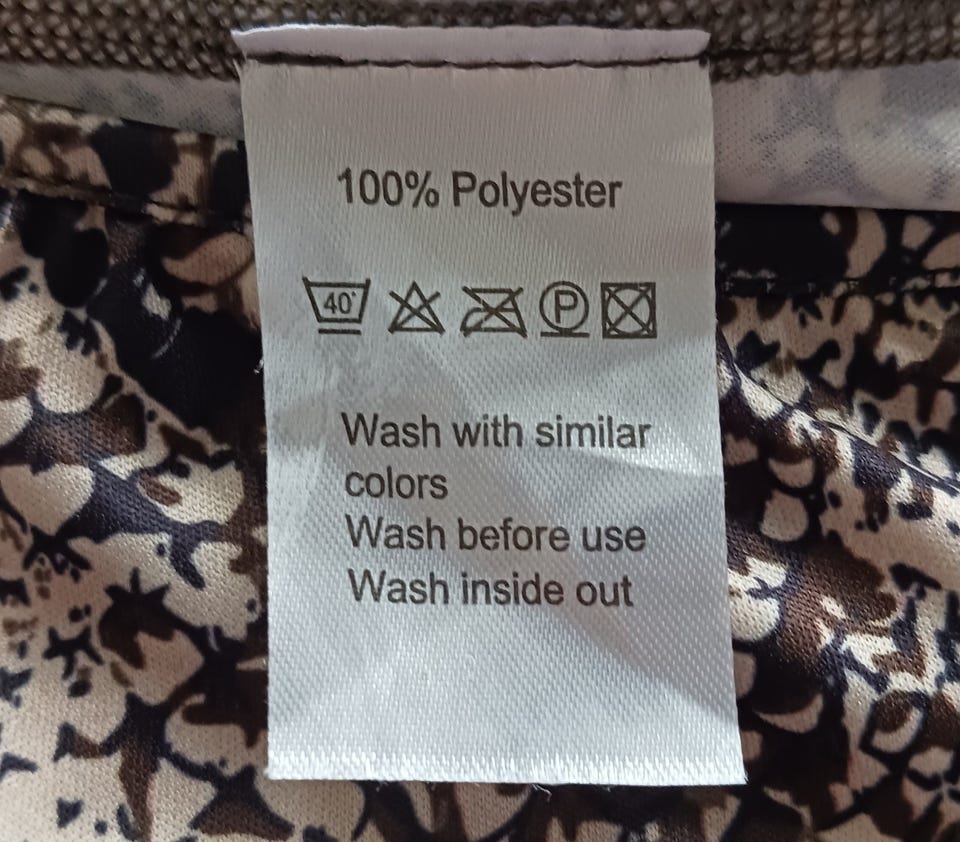 100% Polyester
40° P
Wash with similar
colors
Wash before use
Wash inside out